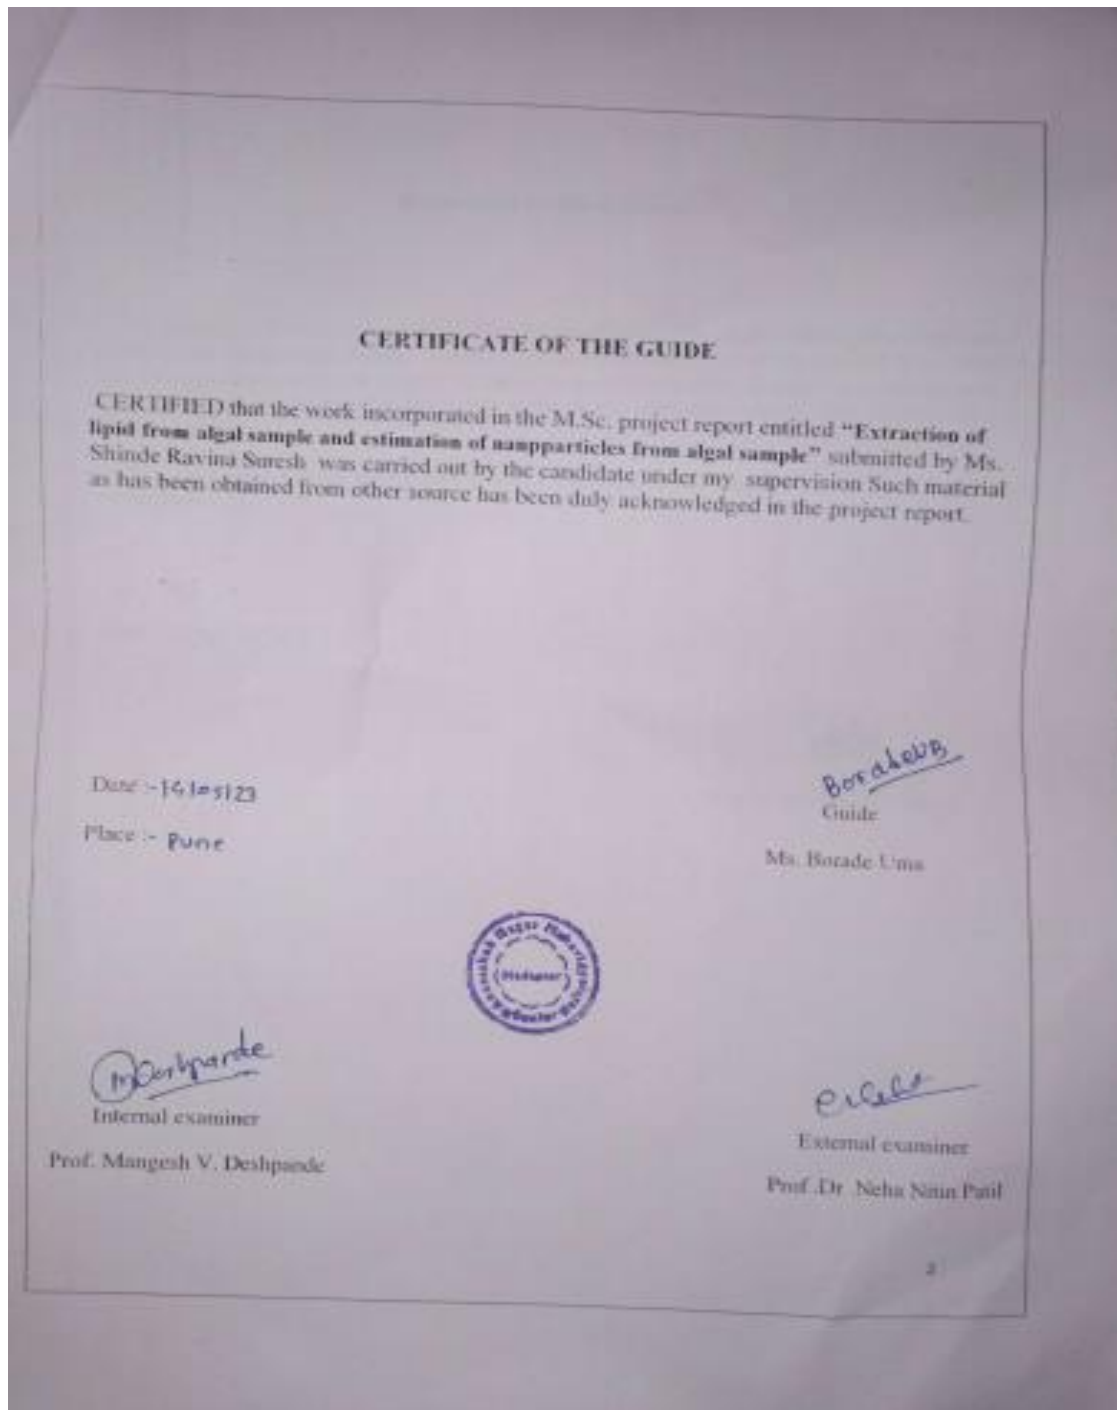 CERTIFICATE OF THE GUIDE
CERTIFIED that the work incorporated in the M.Sc. project report entitled “Extraction of
lipid from algal sample and estimation of nanpparticles from algal sample” submitted by Ms.
Shinde Ravina Suresh was carried out by the candidate under my supervision Such material
as has been obtained from other source has been duly acknowledged in the project report.
Date :-
Place :- Pune
Guide
Ms. Borade Uma
Internal examiner
Prof. Mangesh V. Deshpande
External examiner
Prof .Dr Neha Nitin Patil